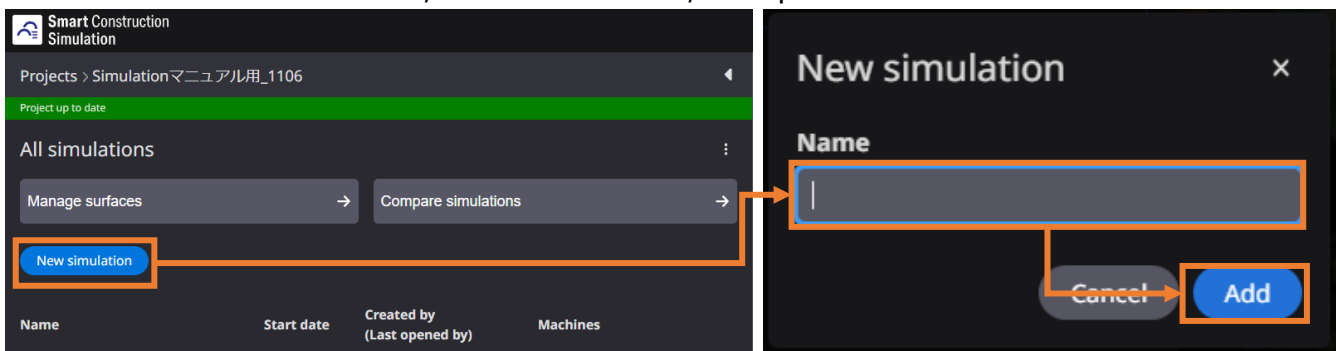 Smart Construction
Simulation
Projects > Simulationマニュアル用_1106
Project up to date
All simulations
Manage surfaces →
Compare simulations →
New simulation
Name
Start date
Created by
(Last opened by)
Machines
New simulation ×
Name
Cancel
Add